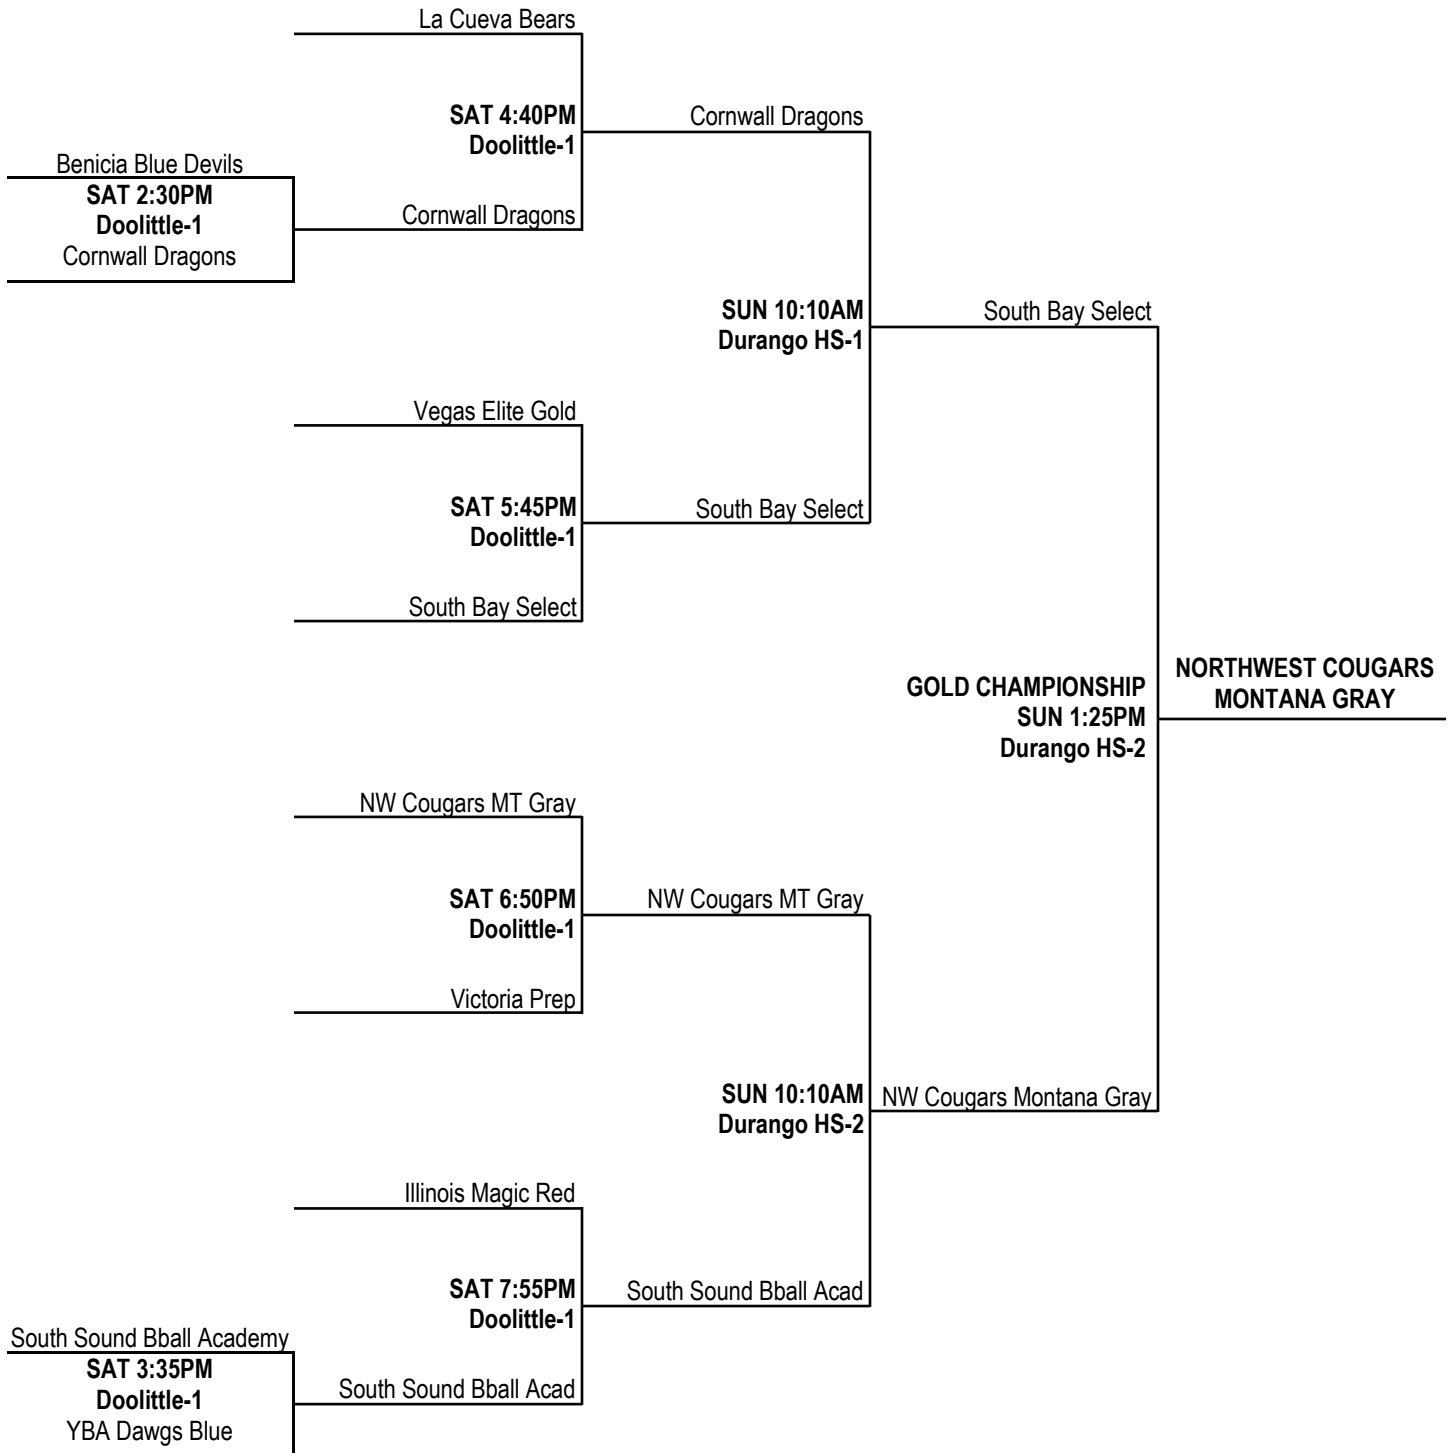 La Cueva Bears
SAT 4:40PM
Doolittle-1
Cornwall Dragons
Benicia Blue Devils
SAT 2:30PM
Doolittle-1
Cornwall Dragons
Cornwall Dragons
SUN 10:10AM
Durango HS-1
South Bay Select
Vegas Elite Gold
SAT 5:45PM
Doolittle-1
South Bay Select
South Bay Select
GOLD CHAMPIONSHIP
SUN 1:25PM
Durango HS-2
NORTHWEST COUGARS
MONTANA GRAY
NW Cougars MT Gray
SAT 6:50PM
Doolittle-1
NW Cougars MT Gray
Victoria Prep
SUN 10:10AM
Durango HS-2
NW Cougars Montana Gray
Illinois Magic Red
SAT 7:55PM
Doolittle-1
South Sound Bball Acad
South Sound Bball Academy
SAT 3:35PM
Doolittle-1
YBA Dawgs Blue
South Sound Bball Acad